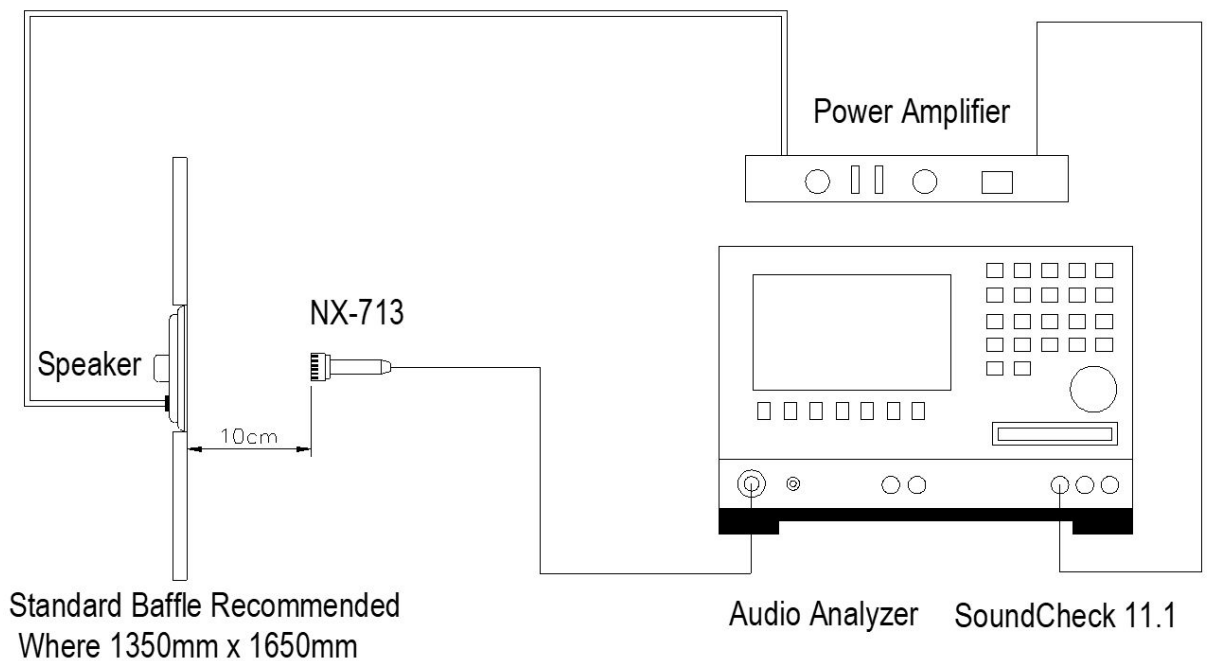 Power Amplifier
NX-713
Speaker
10cm
Standard Baffle Recommended
Where 1350mm x 1650mm
Audio Analyzer
SoundCheck 11.1